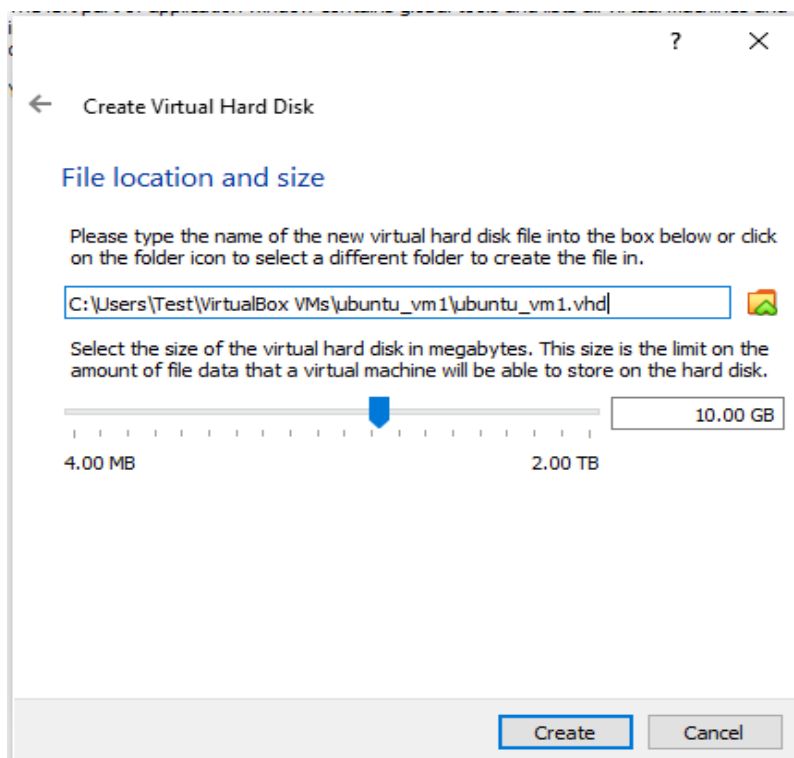 ?
Create Virtual Hard Disk
File location and size
Please type the name of the new virtual hard disk file into the box below or click
on the folder icon to select a different folder to create the file in.
C:\Users\Test\VirtualBox VMs\ubuntu_vm1\ubuntu_vm1.vhd
Select the size of the virtual hard disk in megabytes. This size is the limit on the
amount of file data that a virtual machine will be able to store on the hard disk.
10.00 GB
4.00 MB 2.00 TB
Create Cancel